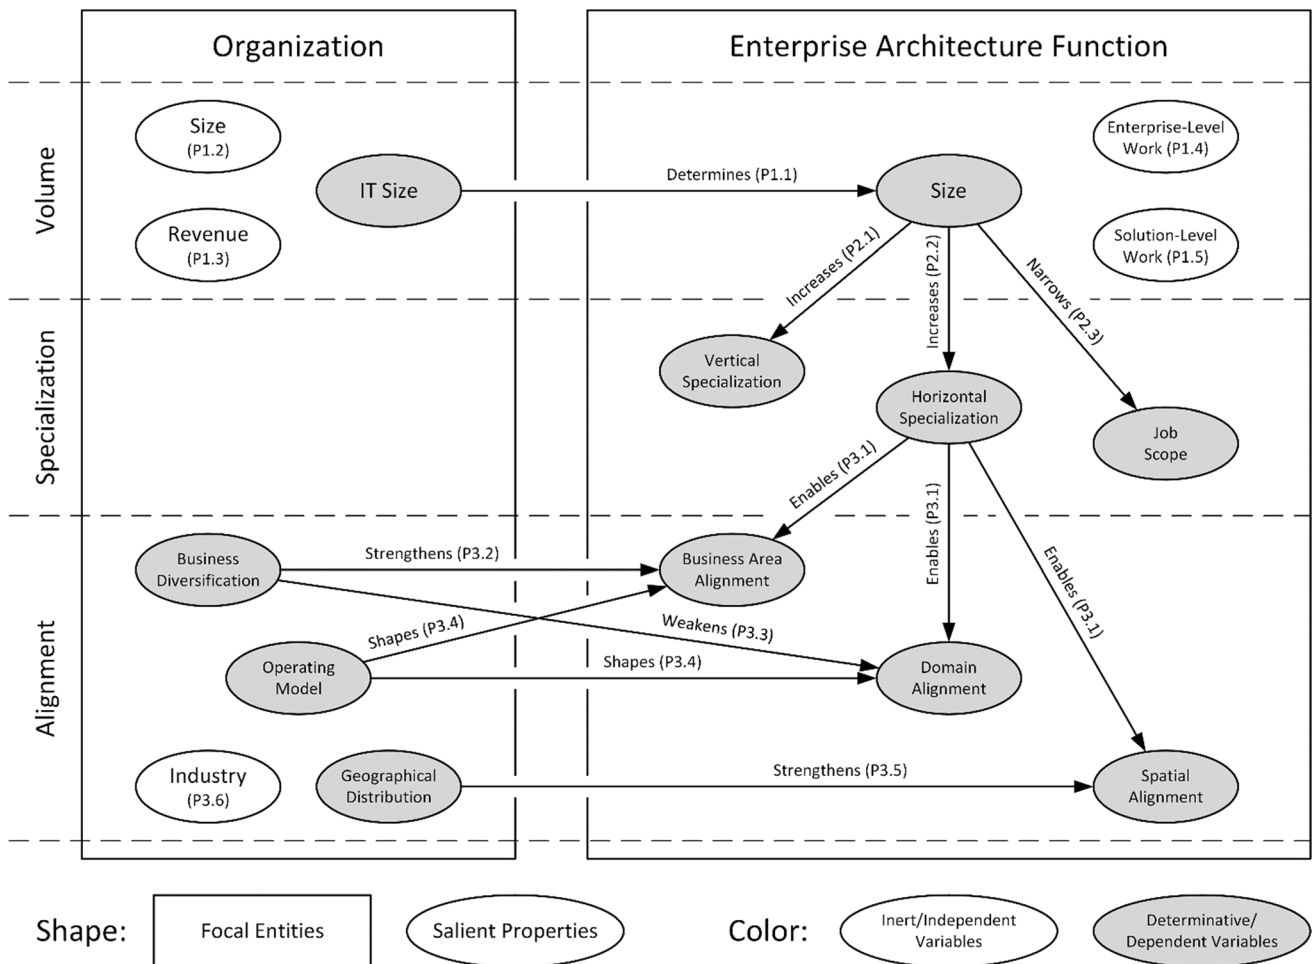 Organization
Enterprise Architecture Function
Volume
Size
(P1.2)
IT Size
Revenue
(P1.3)
Determines (P1.1)
Size
Enterprise-Level
Work (P1.4)
Solution-Level
Work (P1.5)
Increases (P2.1)
Increases (P2.2)
Narrows (P2.3)
Specialization
Vertical
Specialization
Horizontal
Specialization
Job
Scope
Enables (P3.1)
Enables (P3.1)
Enables (P3.1)
Alignment
Business
Diversification
Strengthens (P3.2)
Business Area
Alignment
Shapes (P3.4)
Weakens (P3.3)
Operating
Model
Shapes (P3.4)
Domain
Alignment
Industry
(P3.6)
Geographical
Distribution
Strengthens (P3.5)
Spatial
Alignment
Shape:
Focal Entities
Salient Properties
Color:
Inert/Independent
Variables
Determinative/
Dependent Variables